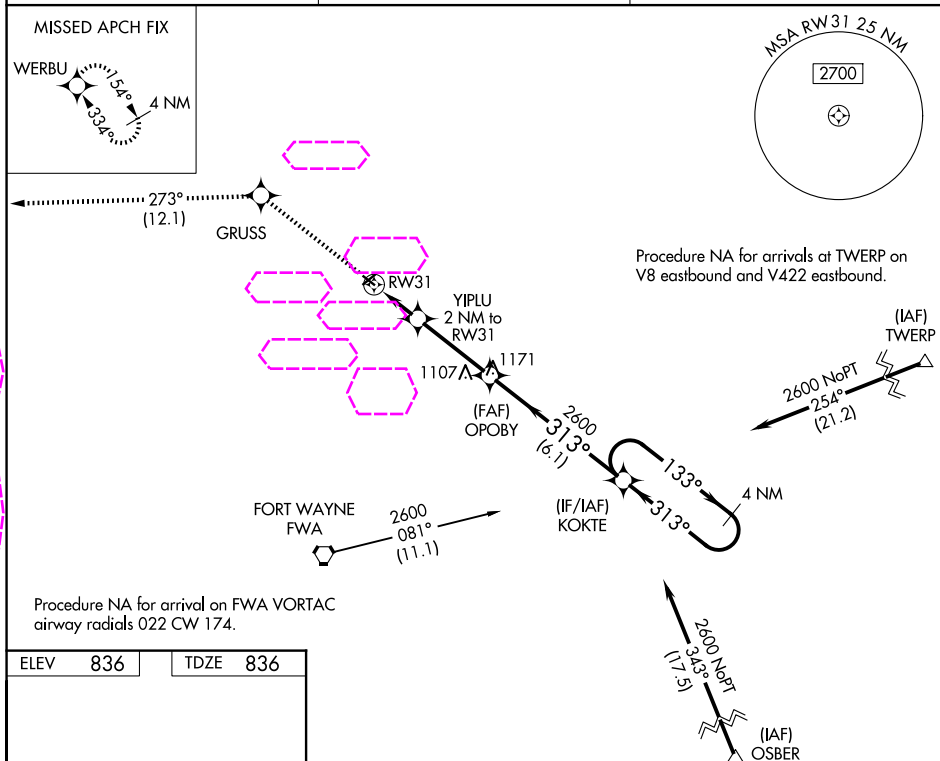 MISSED APCH FIX
WERBU
154°
334°
4 NM
MSA RW31 25 NM
2700
273°
(12.1)
GRUSS
RW31
YIPLU
2 NM to
RW31
Procedure NA for arrivals at TWERP on
V8 eastbound and V422 eastbound.
(IAF)
TWERP
2600 NoPT
254°
(21.2)
1107
1171
(FAF)
OPOBY
2600
313°
(6.1)
133°
313°
4 NM
(IF/IAF)
KOKTE
FORT WAYNE
FWA
2600
081°
(11.1)
Procedure NA for arrival on FWA VORTAC
airway radials 022 CW 174.
2600 NoPT
343°
(17.5)
(IAF)
OSBER
ELEV 836
TDZE 836